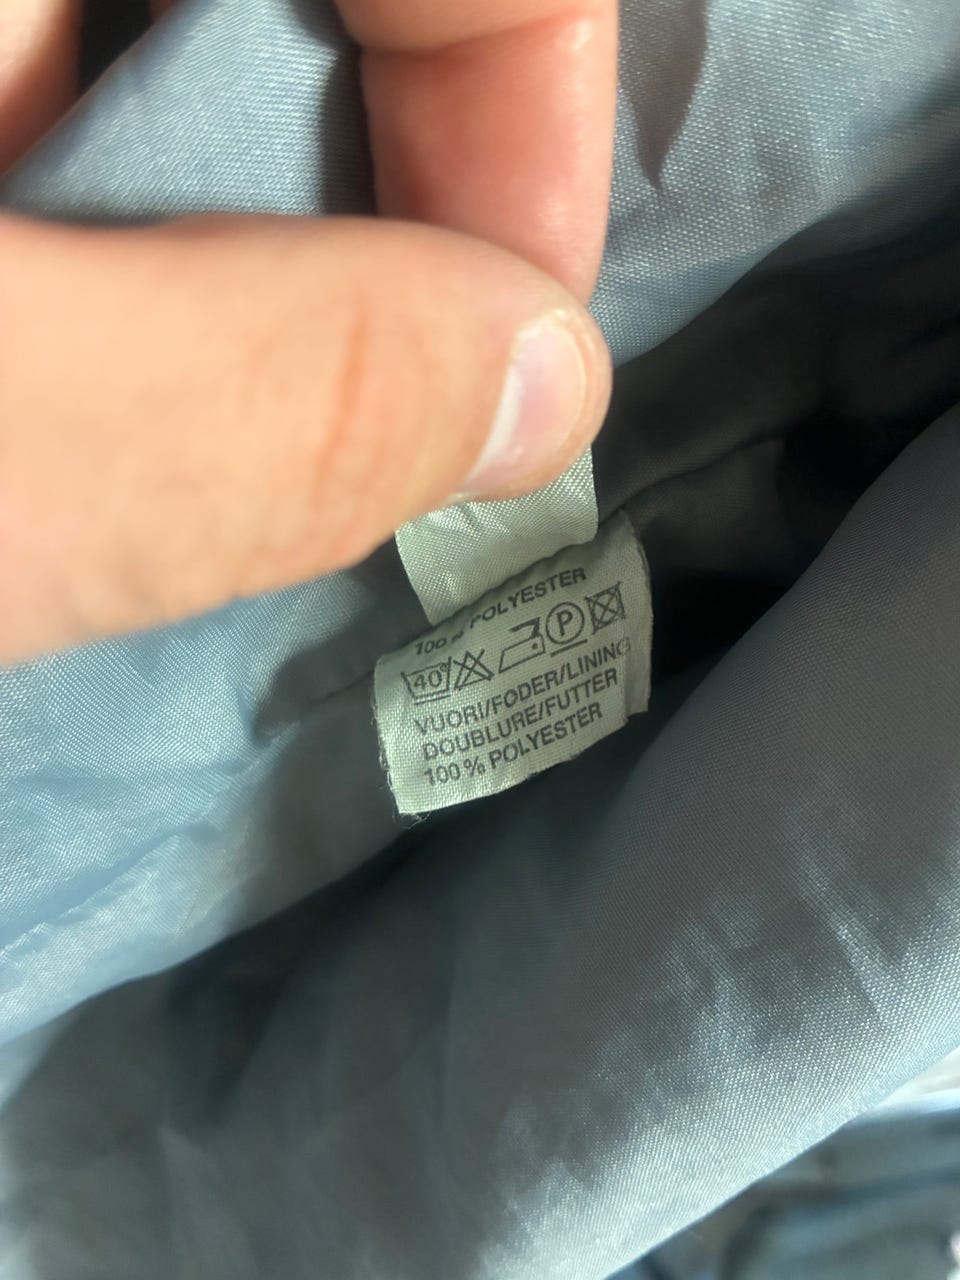 100% POLYESTER
40° P
VUORI/FODER/LINING
DOUBLURE/FUTTER
100% POLYESTER